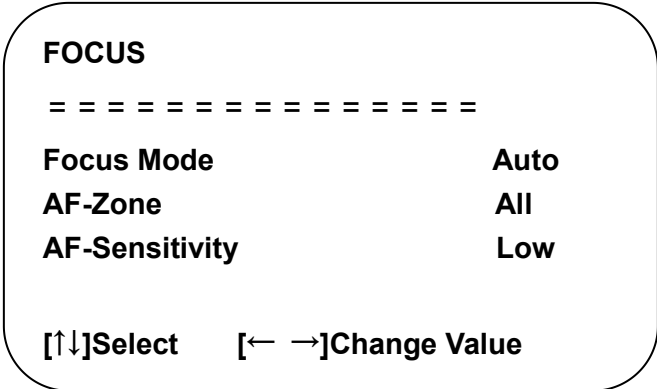 FOCUS
= = = = = = = = = = = = = = =
Focus Mode Auto
AF-Zone All
AF-Sensitivity Low
[↑↓]Select [← →]Change Value